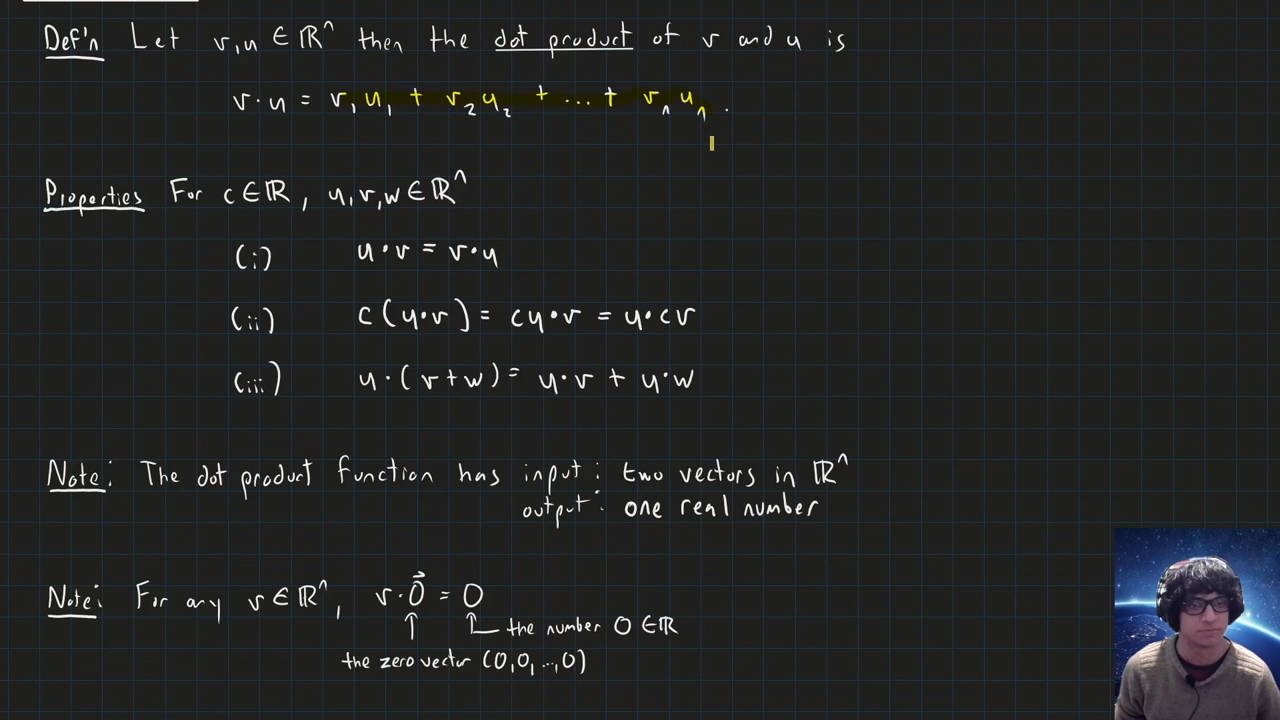 Def'n Let v,u ∈ ℝⁿ then the dot product of v and u is
v·u = v₁u₁ + v₂u₂ + ... + vₙuₙ .
Properties For c∈ℝ, u,v,w∈ℝⁿ
(i) u·v = v·u
(ii) c(u·v) = cu·v = u·cv
(iii) u·(v+w) = u·v + u·w
Note: The dot product function has input: two vectors in ℝⁿ
output: one real number
Note: For any v∈ℝⁿ, v·0⃗ = 0
the number 0 ∈ℝ
the zero vector (0,0,...,0)